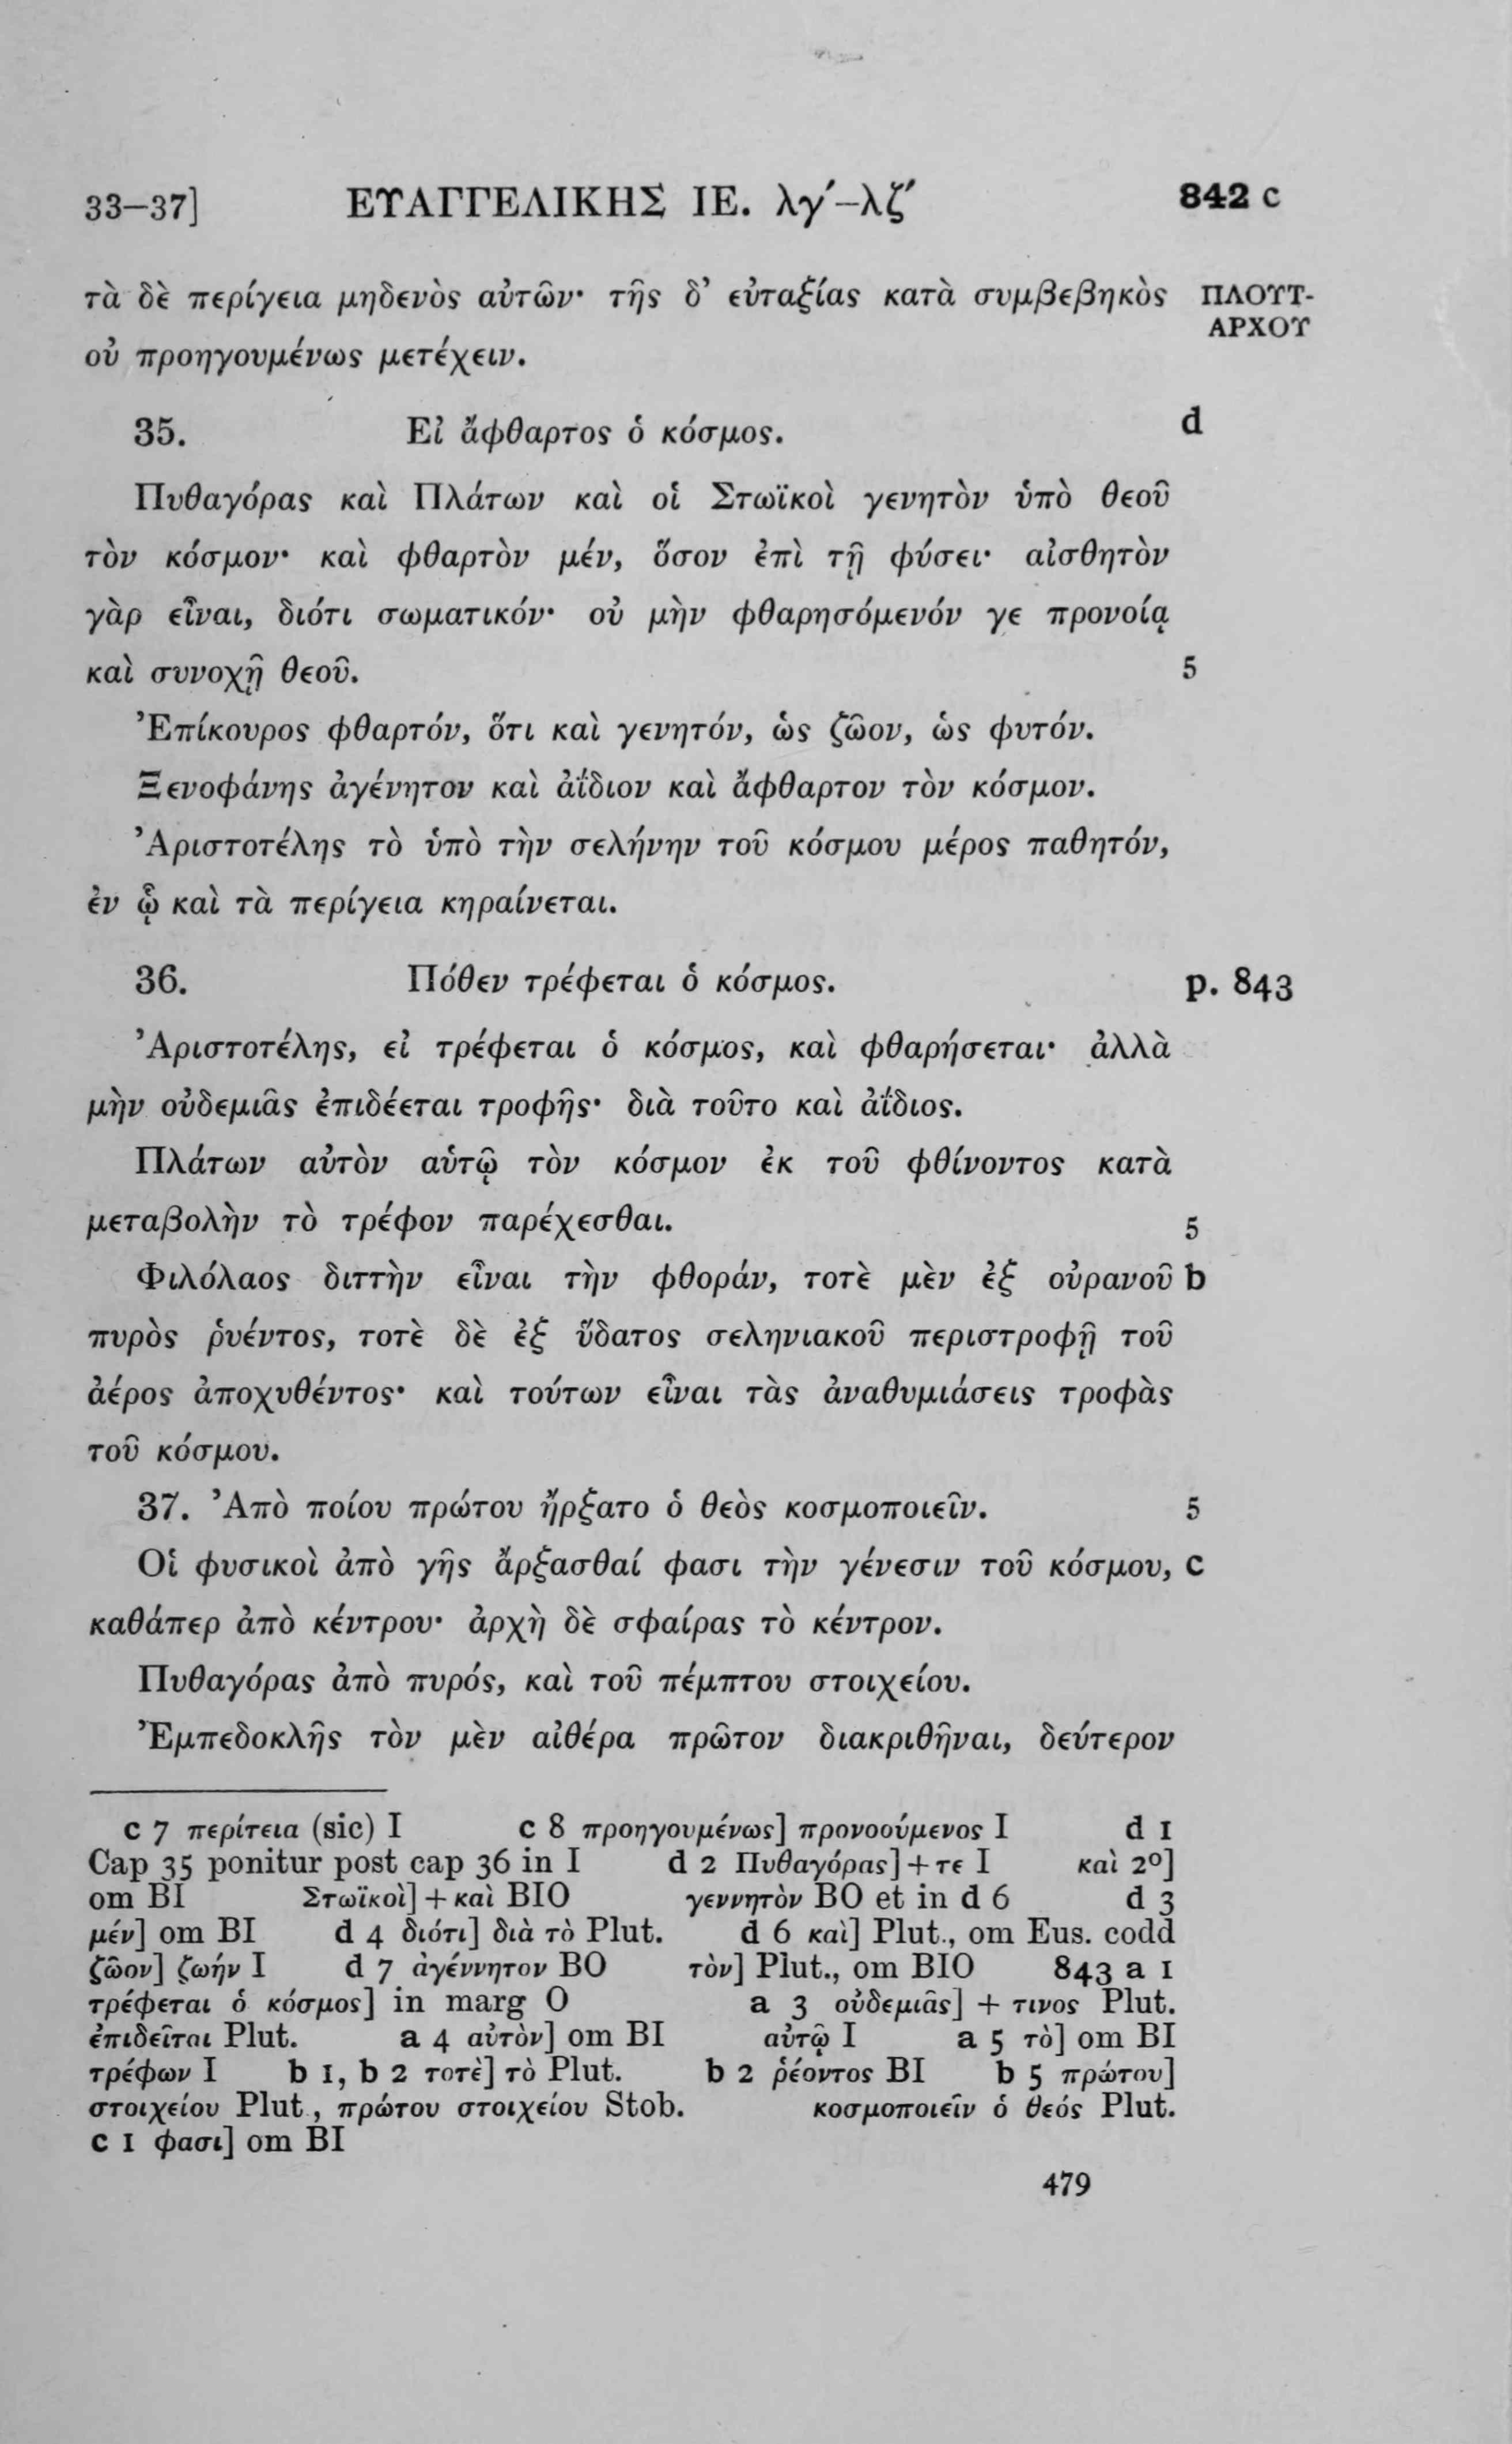 33–37] ΕΥΑΓΓΕΛΙΚΗΣ ΙΕ. λγ´–λζ´ 842 c
τὰ δὲ περίγεια μηδενὸς αὐτῶν· τῆς δ’ εὐταξίας κατὰ συμβεβηκὸς ΠΛΟΥΤ-
ΑΡΧΟΥ
οὐ προηγουμένως μετέχειν.
35. Εἰ ἄφθαρτος ὁ κόσμος. d
Πυθαγόρας καὶ Πλάτων καὶ οἱ Στωϊκοὶ γενητὸν ὑπὸ θεοῦ
τὸν κόσμον· καὶ φθαρτὸν μέν, ὅσον ἐπὶ τῇ φύσει· αἰσθητὸν
γὰρ εἶναι, διότι σωματικόν· οὐ μὴν φθαρησόμενόν γε προνοίᾳ
καὶ συνοχῇ θεοῦ. 5
Ἐπίκουρος φθαρτόν, ὅτι καὶ γενητόν, ὡς ζῶον, ὡς φυτόν.
Ξενοφάνης ἀγένητον καὶ ἀΐδιον καὶ ἄφθαρτον τὸν κόσμον.
Ἀριστοτέλης τὸ ὑπὸ τὴν σελήνην τοῦ κόσμου μέρος παθητόν,
ἐν ᾧ καὶ τὰ περίγεια κηραίνεται.
36. Πόθεν τρέφεται ὁ κόσμος. p. 843
Ἀριστοτέλης, εἰ τρέφεται ὁ κόσμος, καὶ φθαρήσεται· ἀλλὰ
μὴν οὐδεμιᾶς ἐπιδέεται τροφῆς· διὰ τοῦτο καὶ ἀΐδιος.
Πλάτων αὐτὸν αὑτῷ τὸν κόσμον ἐκ τοῦ φθίνοντος κατὰ
μεταβολὴν τὸ τρέφον παρέχεσθαι. 5
Φιλόλαος διττὴν εἶναι τὴν φθοράν, τοτὲ μὲν ἐξ οὐρανοῦ b
πυρὸς ῥυέντος, τοτὲ δὲ ἐξ ὕδατος σεληνιακοῦ περιστροφῇ τοῦ
ἀέρος ἀποχυθέντος· καὶ τούτων εἶναι τὰς ἀναθυμιάσεις τροφὰς
τοῦ κόσμου.
37. Ἀπὸ ποίου πρώτου ἤρξατο ὁ θεὸς κοσμοποιεῖν. 5
Οἱ φυσικοὶ ἀπὸ γῆς ἄρξασθαί φασι τὴν γένεσιν τοῦ κόσμου, c
καθάπερ ἀπὸ κέντρου· ἀρχὴ δὲ σφαίρας τὸ κέντρον.
Πυθαγόρας ἀπὸ πυρός, καὶ τοῦ πέμπτου στοιχείου.
Ἐμπεδοκλῆς τὸν μὲν αἰθέρα πρῶτον διακριθῆναι, δεύτερον
c 7 περίτεια (sic) I c 8 προηγουμένως] προνοούμενος I d 1
Cap 35 ponitur post cap 36 in I d 2 Πυθαγόρας] + τε I καὶ 2º]
om BI Στωϊκοὶ] + καὶ BIO γεννητὸν BO et in d 6 d 3
μέν] om BI d 4 διότι] διὰ τὸ Plut. d 6 καὶ] Plut., om Eus. codd
ζῶον] ζωήν I d 7 ἀγέννητον BO τὸν] Plut., om BIO 843 a 1
τρέφεται ὁ κόσμος] in marg O a 3 οὐδεμιᾶς] + τινος Plut.
ἐπιδεῖται Plut. a 4 αὐτὸν] om BI αὐτῷ I a 5 τὸ] om BI
τρέφων I b 1, b 2 τοτὲ] τὸ Plut. b 2 ῥέοντος BI b 5 πρώτου]
στοιχείου Plut., πρώτου στοιχείου Stob. κοσμοποιεῖν ὁ θεός Plut.
c 1 φασι] om BI
479